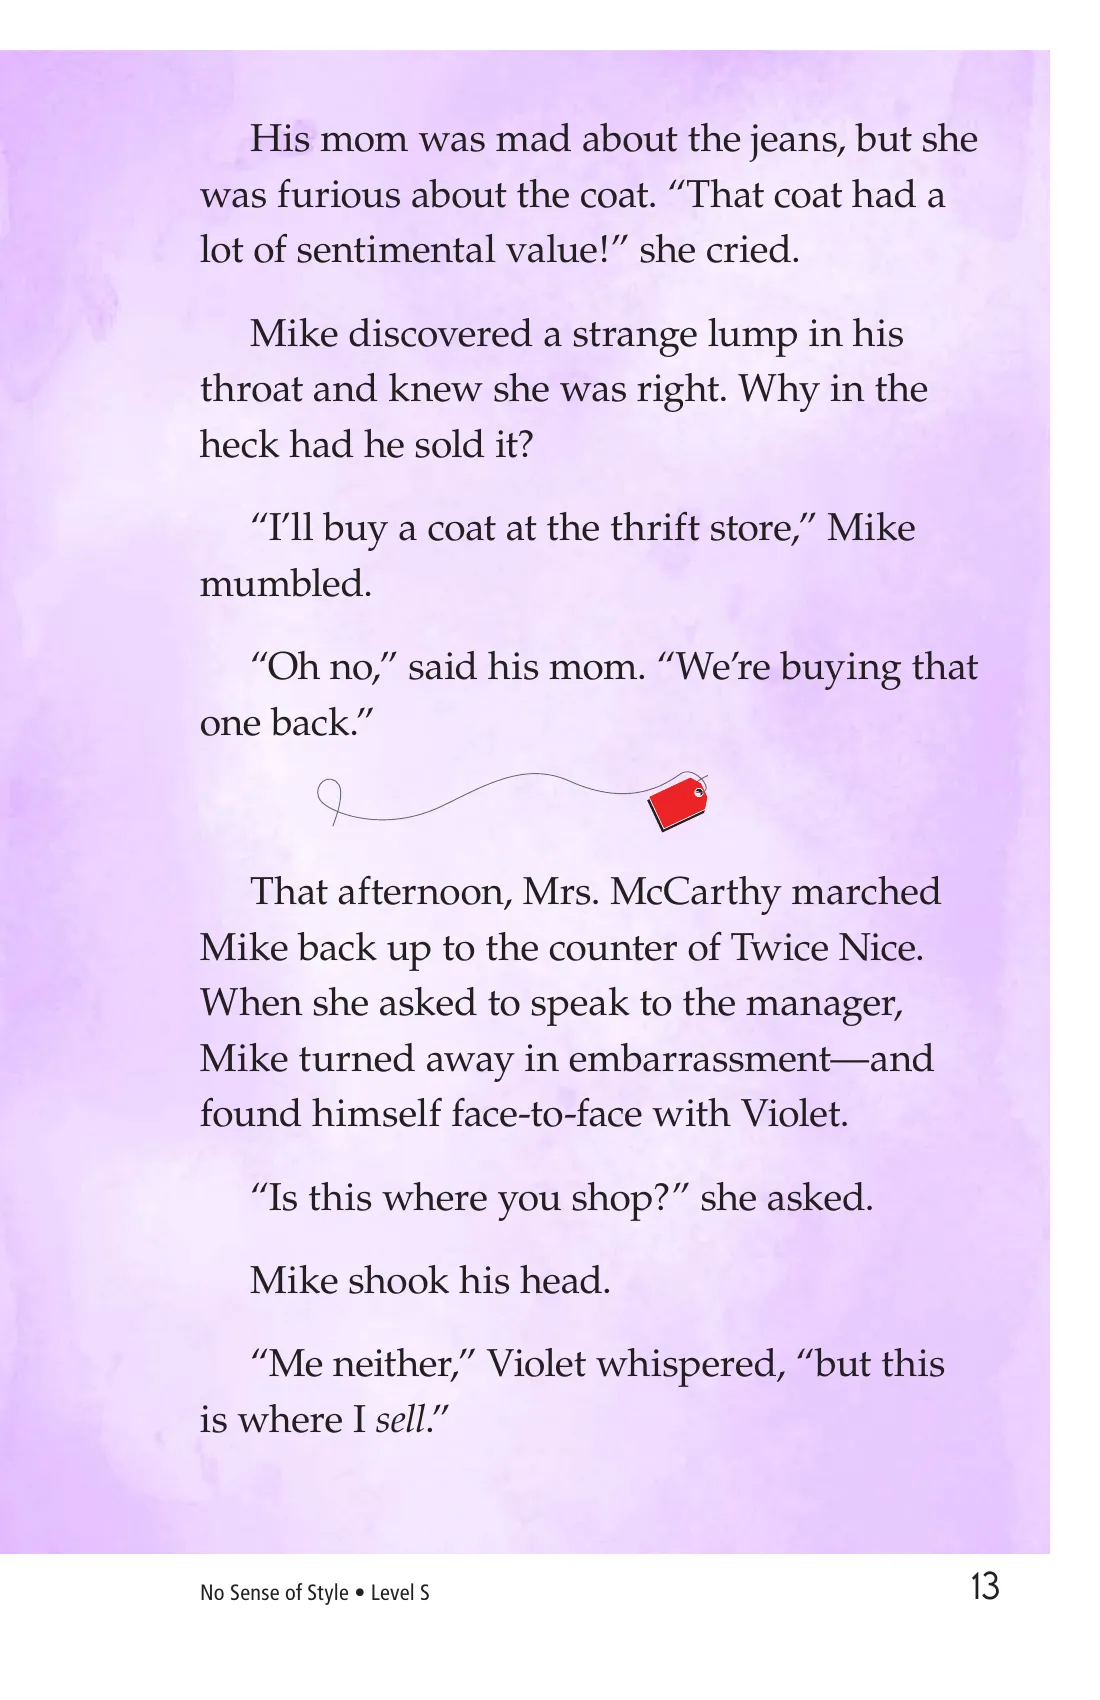 His mom was mad about the jeans, but she
was furious about the coat. “That coat had a
lot of sentimental value!” she cried.
Mike discovered a strange lump in his
throat and knew she was right. Why in the
heck had he sold it?
“I’ll buy a coat at the thrift store,” Mike
mumbled.
“Oh no,” said his mom. “We’re buying that
one back.”
That afternoon, Mrs. McCarthy marched
Mike back up to the counter of Twice Nice.
When she asked to speak to the manager,
Mike turned away in embarrassment—and
found himself face-to-face with Violet.
“Is this where you shop?” she asked.
Mike shook his head.
“Me neither,” Violet whispered, “but this
is where I sell.”
No Sense of Style • Level S
13